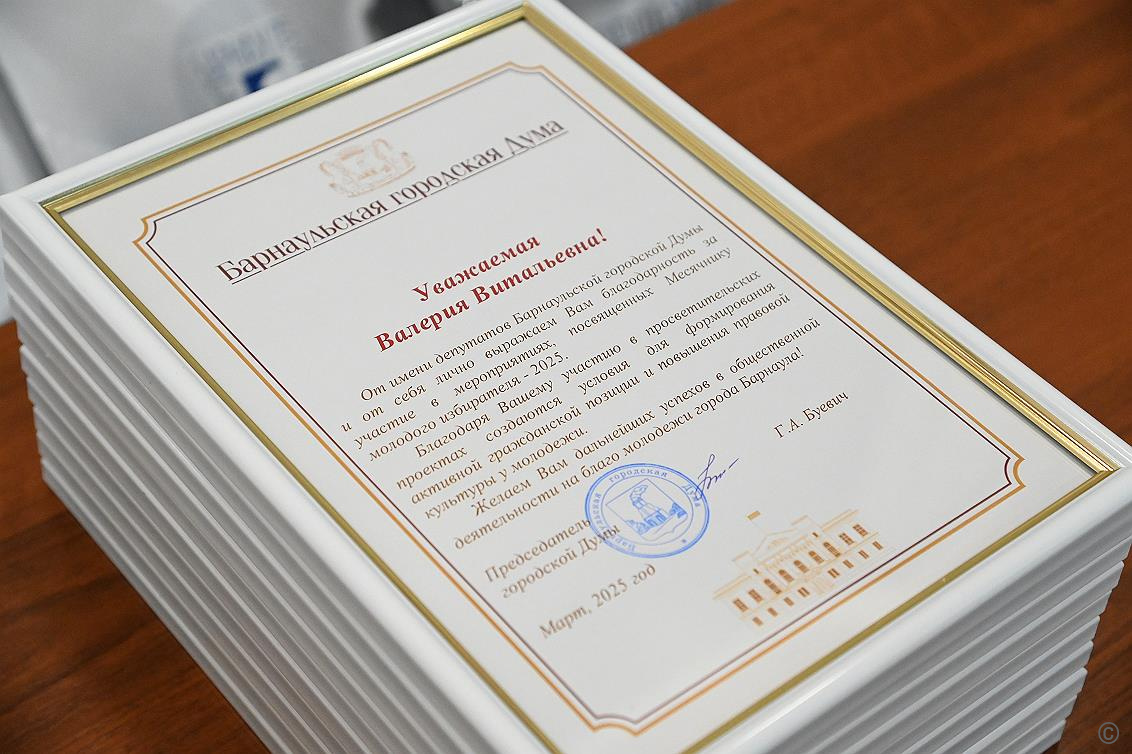 Барнаульская городская Дума
Уважаемая
Валерия Витальевна!
От имени депутатов Барнаульской городской Думы
и от себя лично выражаем Вам благодарность за
участие в мероприятиях, посвященных Месячнику
молодого избирателя - 2025.
Благодаря Вашему участию в просветительских
проектах создаются условия для формирования
активной гражданской позиции и повышения правовой
культуры у молодежи.
Желаем Вам дальнейших успехов в общественной
деятельности на благо молодежи города Барнаула!
Председатель
городской Думы
Г.А. Буевич
Барнаульская городская Дума
Март, 2025 год
©